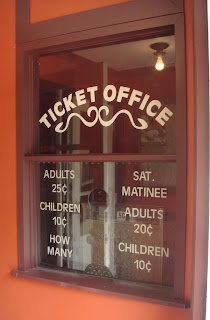 TICKET OFFICE
ADULTS
25¢
CHILDREN
10¢
HOW
MANY
SAT.
MATINEE
ADULTS
20¢
CHILDREN
10¢